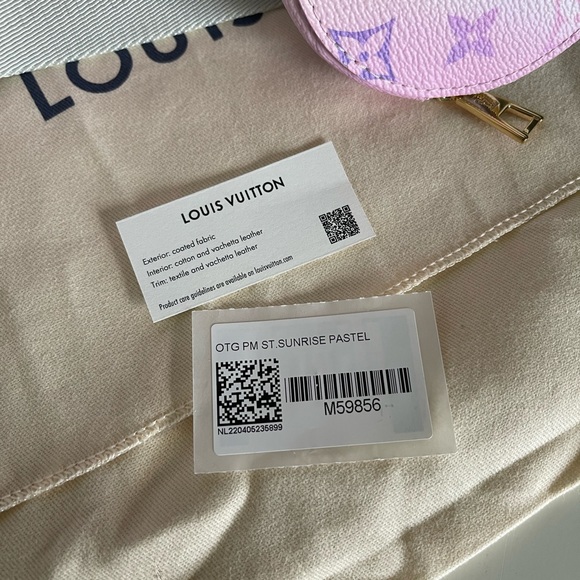 LOUIS
LOUIS VUITTON
Exterior: coated fabric
Interior: cotton and vachetta leather
Trim: textile and vachetta leather
Product care guidelines are available on louisvuitton.com
OTG PM ST.SUNRISE PASTEL
M59856
NL220405235899